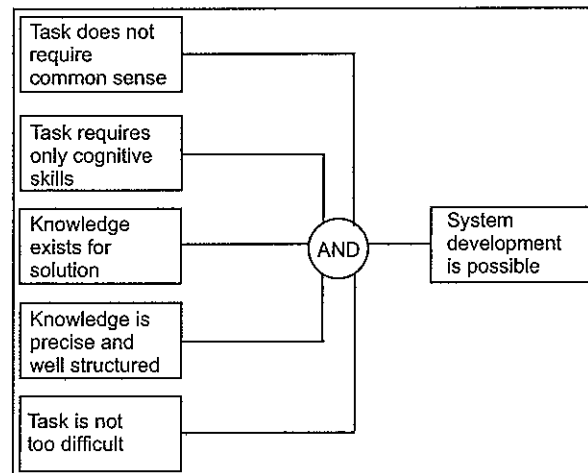 Task does not
require
common sense
Task requires
only cognitive
skills
Knowledge
exists for
solution
AND
System
development
is possible
Knowledge is
precise and
well structured
Task is not
too difficult